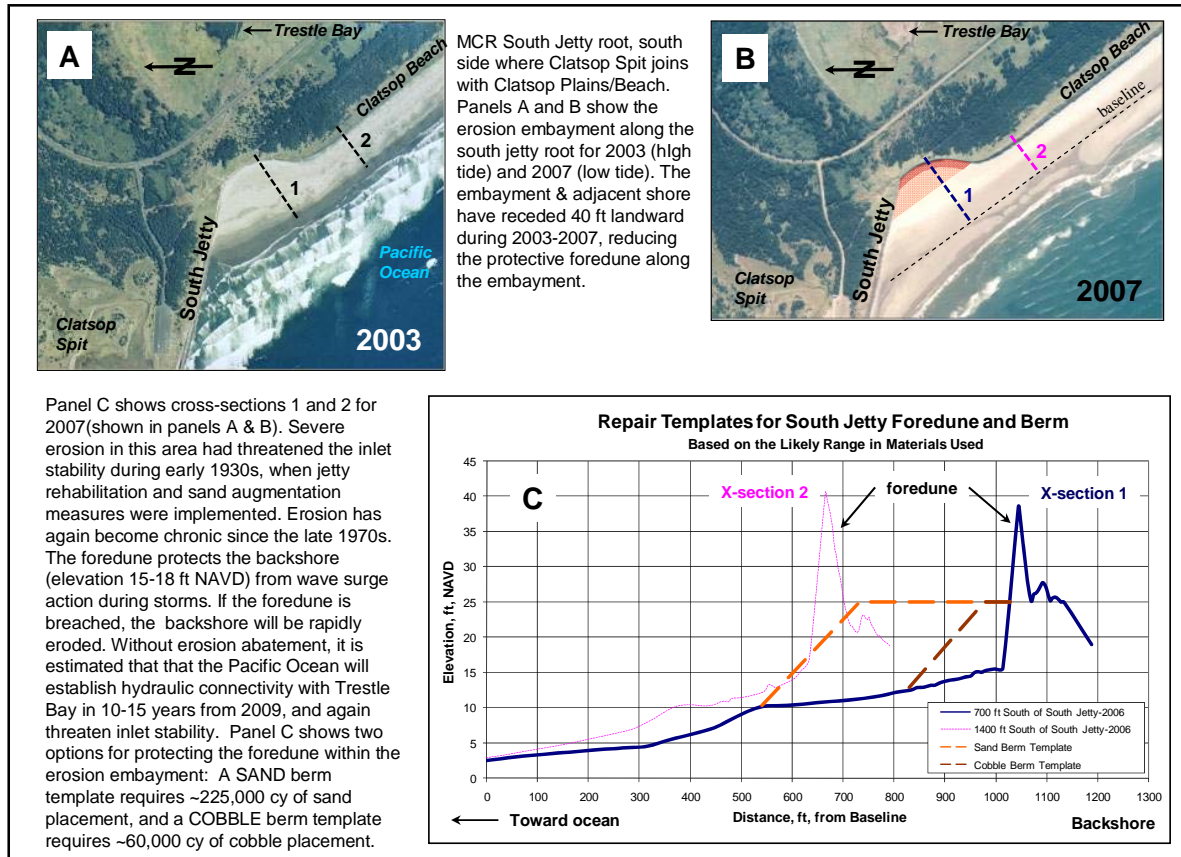 A
← Trestle Bay
N
Clatsop Beach
2
1
South Jetty
Pacific
Ocean
Clatsop
Spit
2003
MCR South Jetty root, south
side where Clatsop Spit joins
with Clatsop Plains/Beach.
Panels A and B show the
erosion embayment along the
south jetty root for 2003 (hIgh
tide) and 2007 (low tide). The
embayment & adjacent shore
have receded 40 ft landward
during 2003-2007, reducing
the protective foredune along
the embayment.
B
← Trestle Bay
N
Clatsop Beach
baseline
2
1
South Jetty
Clatsop
Spit
2007
Panel C shows cross-sections 1 and 2 for
2007(shown in panels A & B). Severe
erosion in this area had threatened the inlet
stability during early 1930s, when jetty
rehabilitation and sand augmentation
measures were implemented. Erosion has
again become chronic since the late 1970s.
The foredune protects the backshore
(elevation 15-18 ft NAVD) from wave surge
action during storms. If the foredune is
breached, the backshore will be rapidly
eroded. Without erosion abatement, it is
estimated that that the Pacific Ocean will
establish hydraulic connectivity with Trestle
Bay in 10-15 years from 2009, and again
threaten inlet stability. Panel C shows two
options for protecting the foredune within the
erosion embayment: A SAND berm
template requires ~225,000 cy of sand
placement, and a COBBLE berm template
requires ~60,000 cy of cobble placement.
Repair Templates for South Jetty Foredune and Berm
Based on the Likely Range in Materials Used
C
X-section 2
foredune
X-section 1
Elevation, ft, NAVD
45
40
35
30
25
20
15
10
5
0
700 ft South of South Jetty-2006
1400 ft South of South Jetty-2006
Sand Berm Template
Cobble Berm Template
0 100 200 300 400 500 600 700 800 900 1000 1100 1200 1300
← Toward ocean
Distance, ft, from Baseline
Backshore